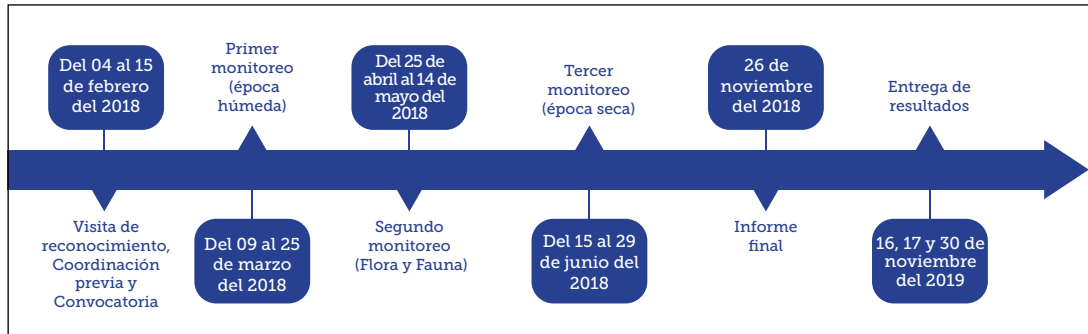 Del 04 al 15
de febrero
del 2018
Visita de
reconocimiento,
Coordinación
previa y
Convocatoria
Primer
monitoreo
(época
húmeda)
Del 09 al 25
de marzo
del 2018
Del 25 de
abril al 14 de
mayo del
2018
Segundo
monitoreo
(Flora y Fauna)
Tercer
monitoreo
(época seca)
Del 15 al 29
de junio del
2018
26 de
noviembre
del 2018
Informe
final
Entrega de
resultados
16, 17 y 30 de
noviembre
del 2019